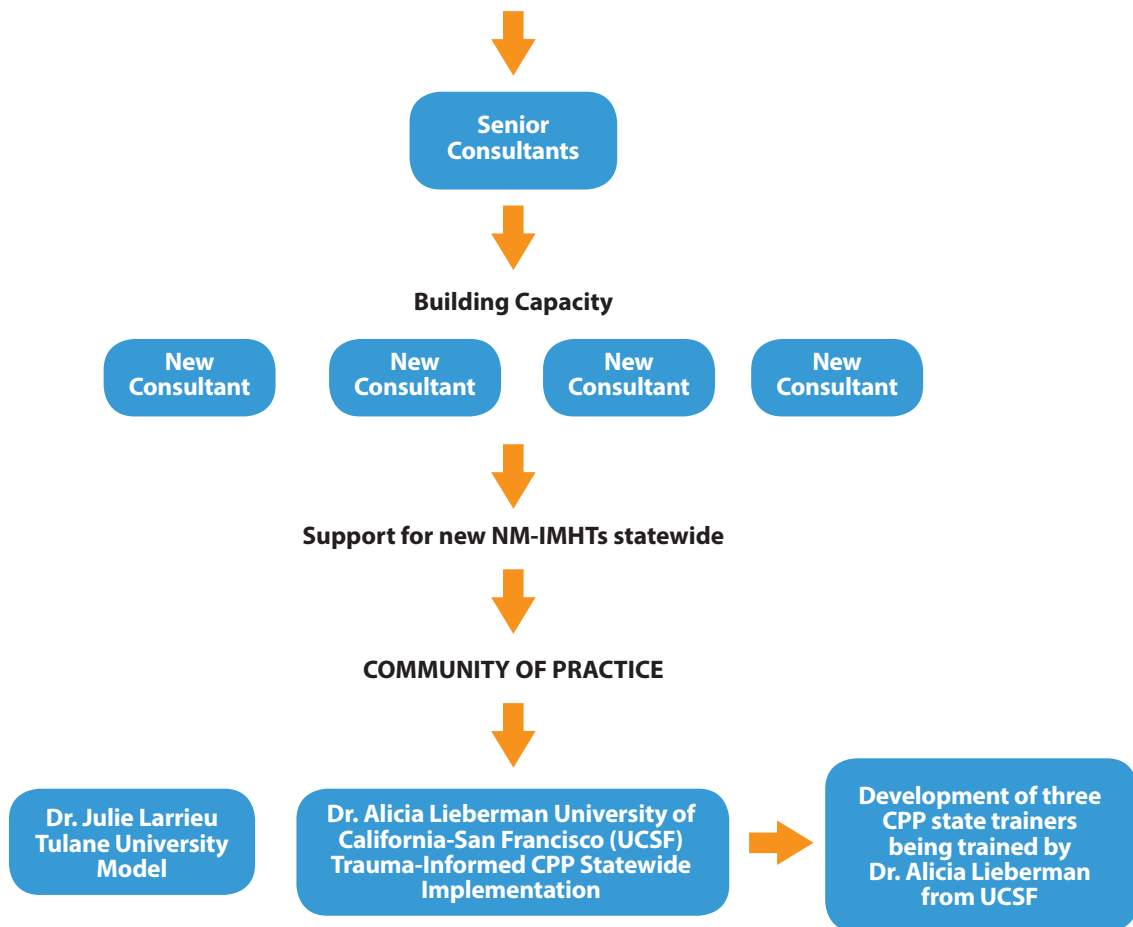 Senior
Consultants
Building Capacity
New
Consultant
New
Consultant
New
Consultant
New
Consultant
Support for new NM-IMHTs statewide
COMMUNITY OF PRACTICE
Dr. Julie Larrieu
Tulane University
Model
Dr. Alicia Lieberman University of
California-San Francisco (UCSF)
Trauma-Informed CPP Statewide
Implementation
Development of three
CPP state trainers
being trained by
Dr. Alicia Lieberman
from UCSF